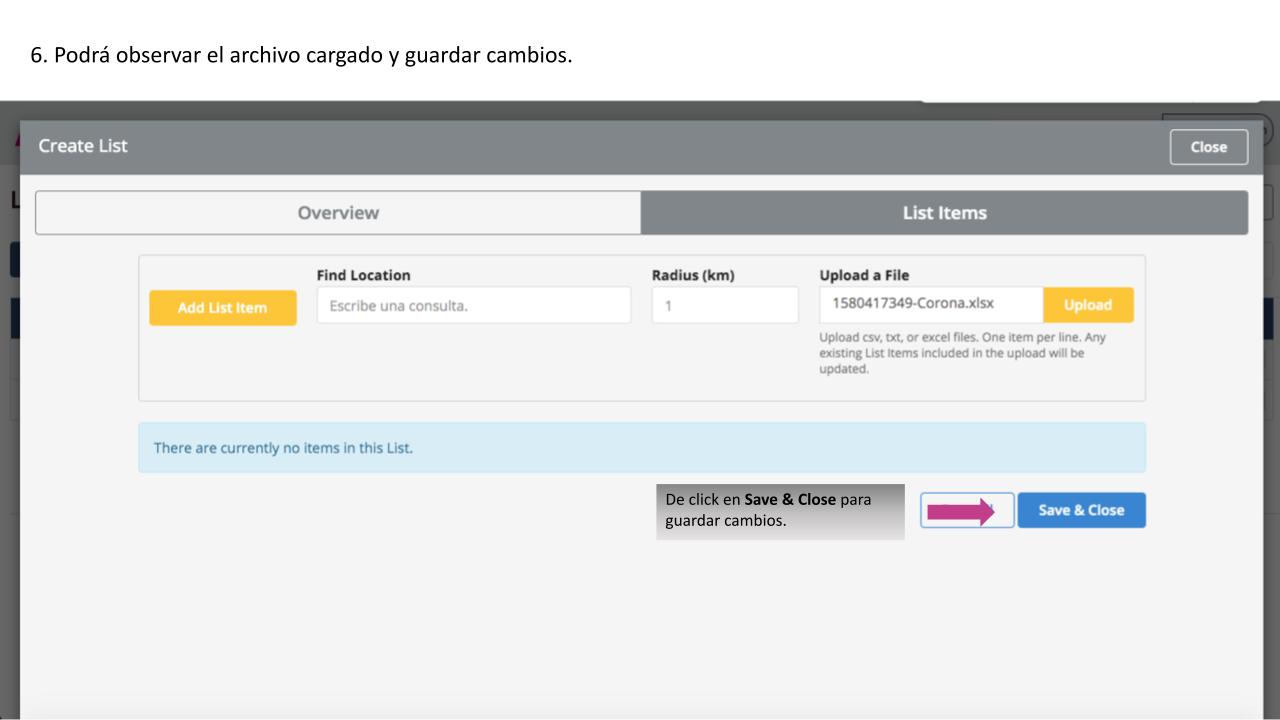 6. Podrá observar el archivo cargado y guardar cambios.
Create List
Close
Overview
List Items
Find Location
Radius (km)
Upload a File
Add List Item
Escribe una consulta.
1
1580417349-Corona.xlsx
Upload
Upload csv, txt, or excel files. One item per line. Any
existing List Items included in the upload will be
updated.
There are currently no items in this List.
De click en Save & Close para
guardar cambios.
Save & Close